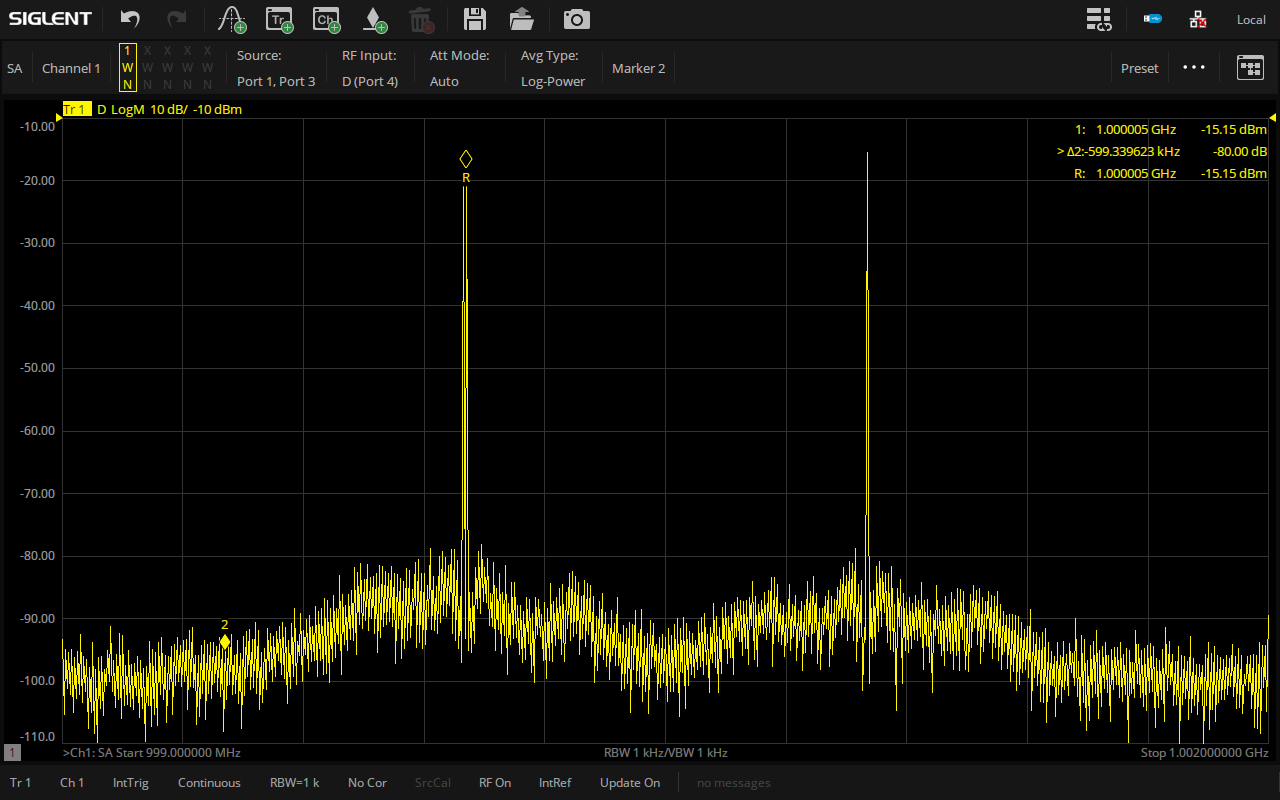 SIGLENT Tr Ch Local
SA Channel 1 1 W N X W N X W N X W N X W N Source: Port 1, Port 3 RF Input: D (Port 4) Att Mode: Auto Avg Type: Log-Power Marker 2 Preset
Tr 1 D LogM 10 dB/ -10 dBm
1: 1.000005 GHz -15.15 dBm
> Δ2:-599.339623 kHz -80.00 dB
R: 1.000005 GHz -15.15 dBm
-10.00
-20.00
-30.00
-40.00
-50.00
-60.00
-70.00
-80.00
-90.00
-100.0
-110.0
R
2
1 >Ch1: SA Start 999.000000 MHz RBW 1 kHz/VBW 1 kHz Stop 1.002000000 GHz
Tr 1 Ch 1 IntTrig Continuous RBW=1 k No Cor SrcCal RF On IntRef Update On no messages